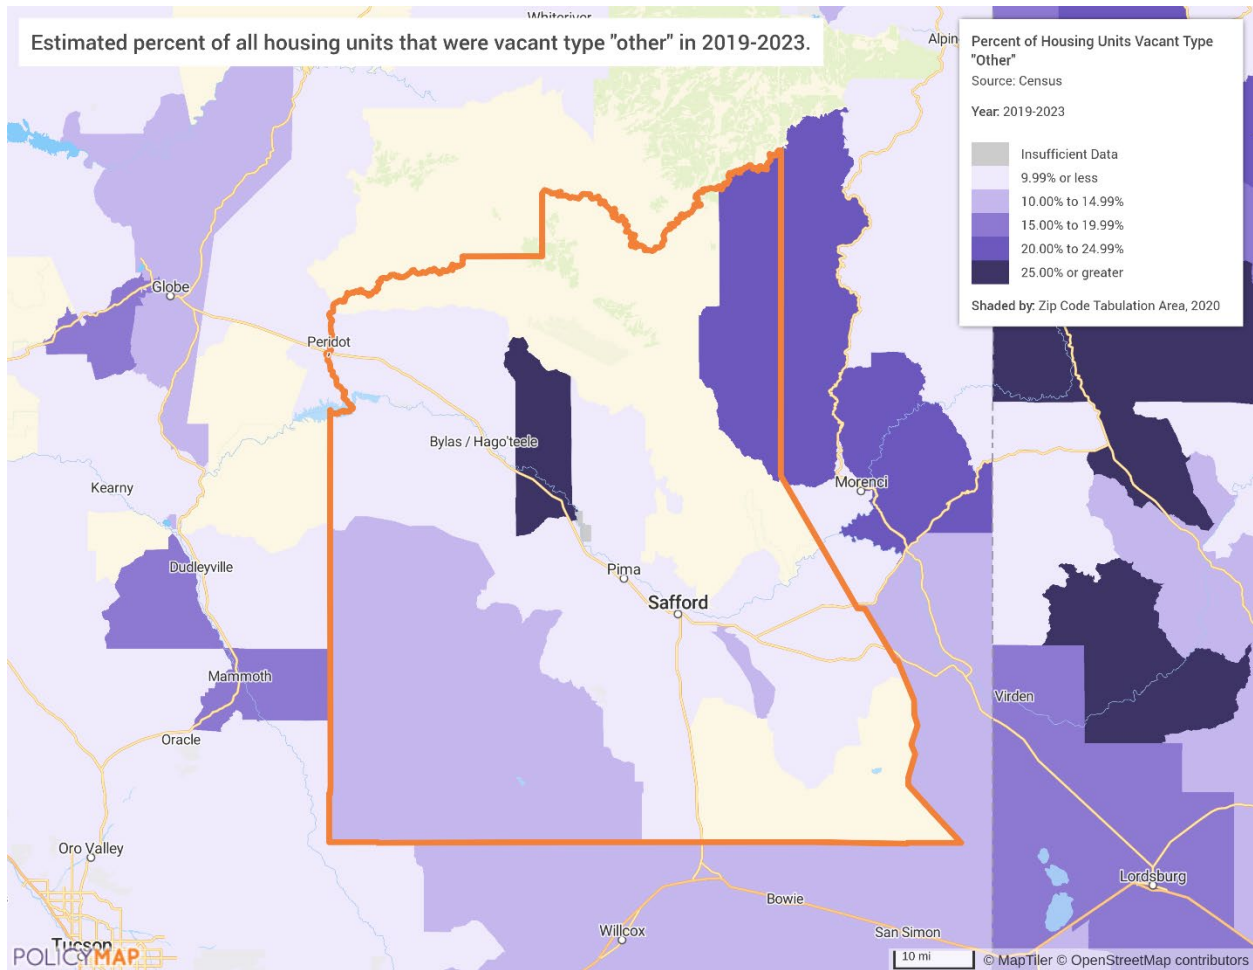 Whiteriver
Estimated percent of all housing units that were vacant type "other" in 2019-2023.
Alpin
Percent of Housing Units Vacant Type
"Other"
Source: Census
Year: 2019-2023
Insufficient Data
9.99% or less
10.00% to 14.99%
15.00% to 19.99%
20.00% to 24.99%
25.00% or greater
Shaded by: Zip Code Tabulation Area, 2020
Globe
Peridot
Bylas / Hago'teele
Kearny
Morenci
Dudleyville
Pima
Safford
Mammoth
Virden
Oracle
Oro Valley
Lordsburg
Bowie
Willcox
San Simon
Tucson
POLICYMAP
10 mi
© MapTiler © OpenStreetMap contributors